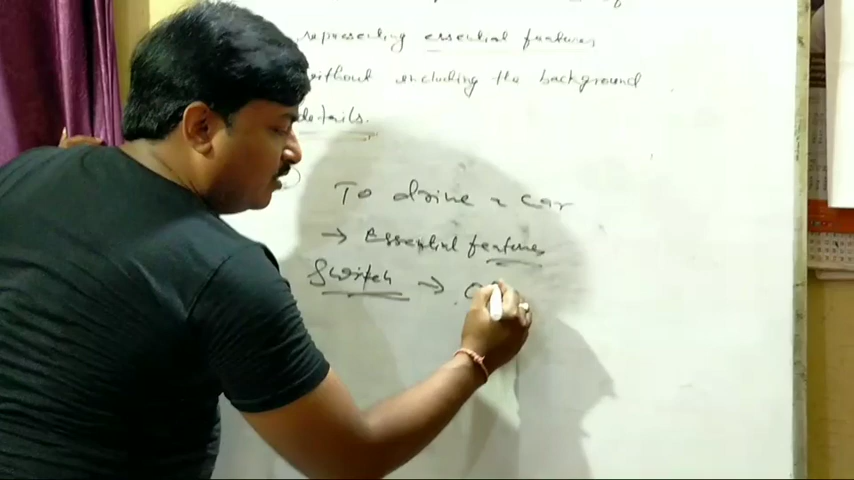 representing essential features
without including the background
details.
To drive a car
→ Essential features
Switch →